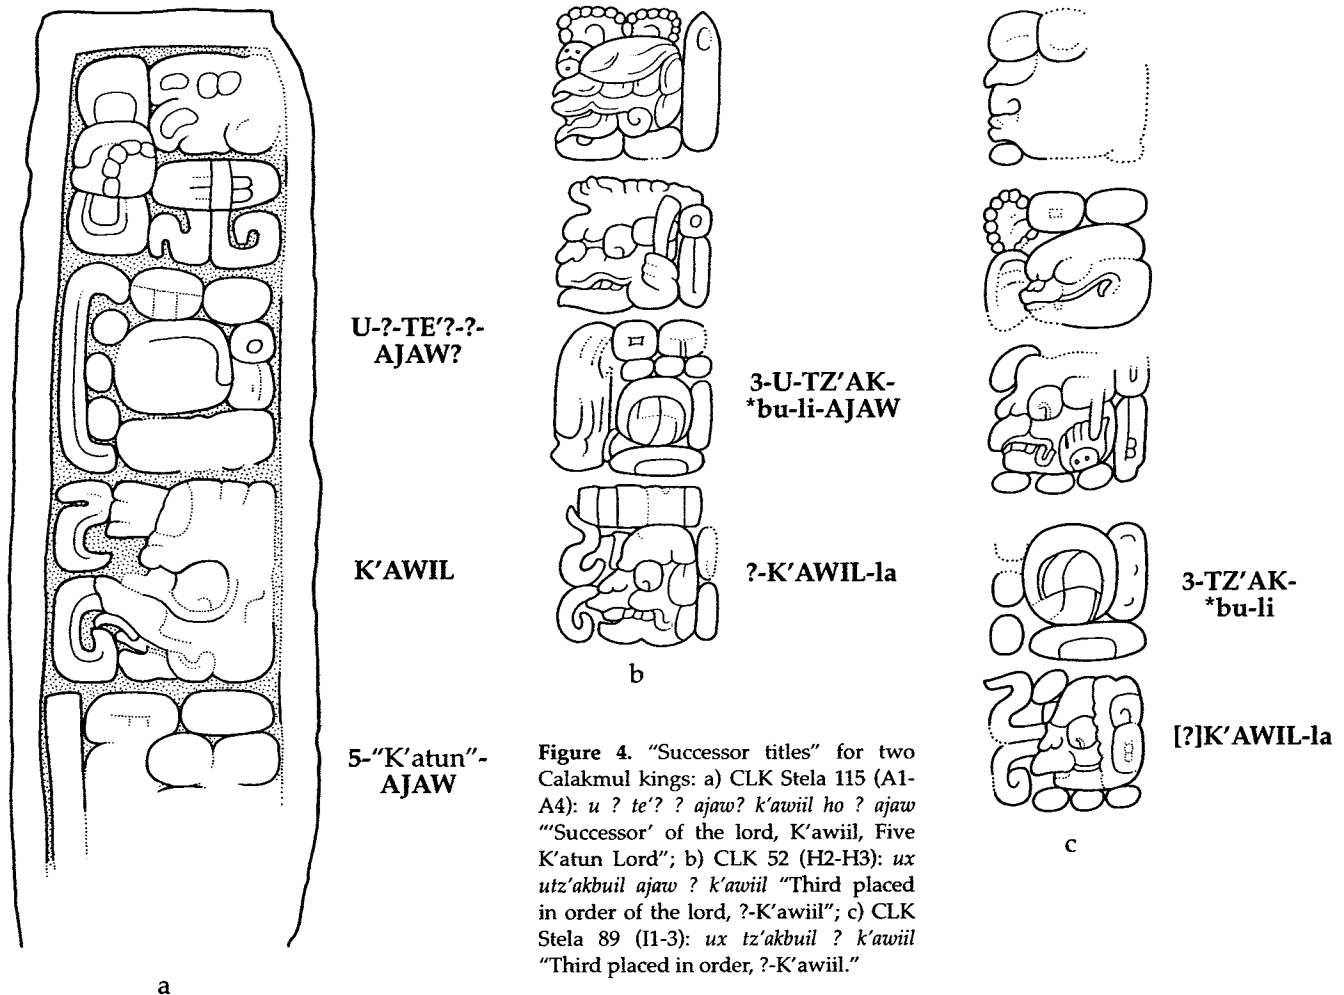 U-?-TE’?-?-
AJAW?
K’AWIL
5-“K’atun”-
AJAW
a
3-U-TZ’AK-
*bu-li-AJAW
?-K’AWIL-la
b
3-TZ’AK-
*bu-li
[?]K’AWIL-la
c
Figure 4. “Successor titles” for two
Calakmul kings: a) CLK Stela 115 (A1-
A4): u ? te’? ? ajaw? k’awiil ho ? ajaw
“‘Successor’ of the lord, K’awiil, Five
K’atun Lord”; b) CLK 52 (H2-H3): ux
utz’akbuil ajaw ? k’awiil “Third placed
in order of the lord, ?-K’awiil”; c) CLK
Stela 89 (I1-3): ux tz’akbuil ? k’awiil
“Third placed in order, ?-K’awiil.”